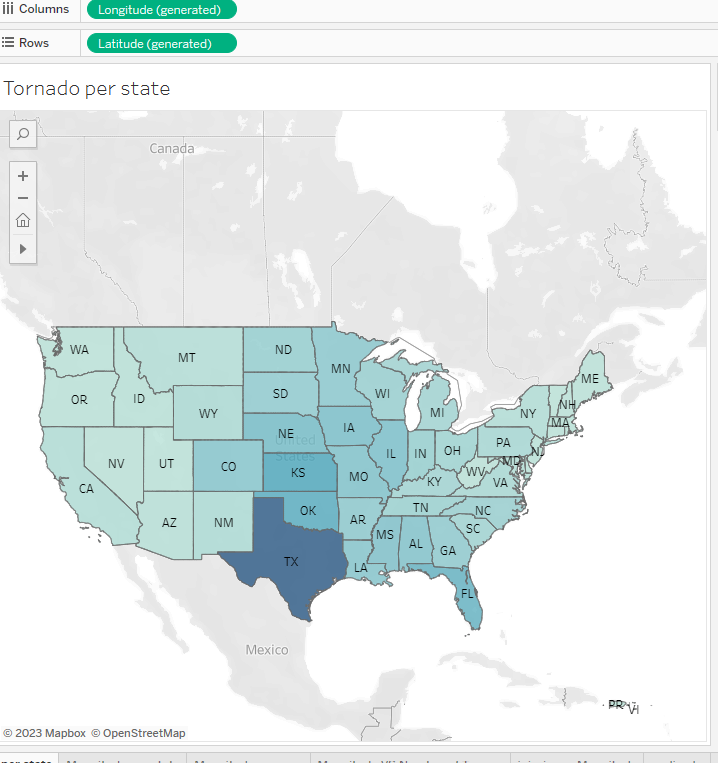 Columns
Longitude (generated)
Rows
Latitude (generated)
Tornado per state
Canada
WA
MT
ND
MN
ME
OR
ID
WY
SD
WI
MI
NY
NH
MA
NE
IA
United
States
IL
IN
OH
PA
NJ
NV
UT
CO
KS
MO
KY
WV
MD
VA
CA
AZ
NM
OK
AR
TN
NC
SC
TX
LA
MS
AL
GA
FL
Mexico
PR
VI
© 2023 Mapbox © OpenStreetMap
per state